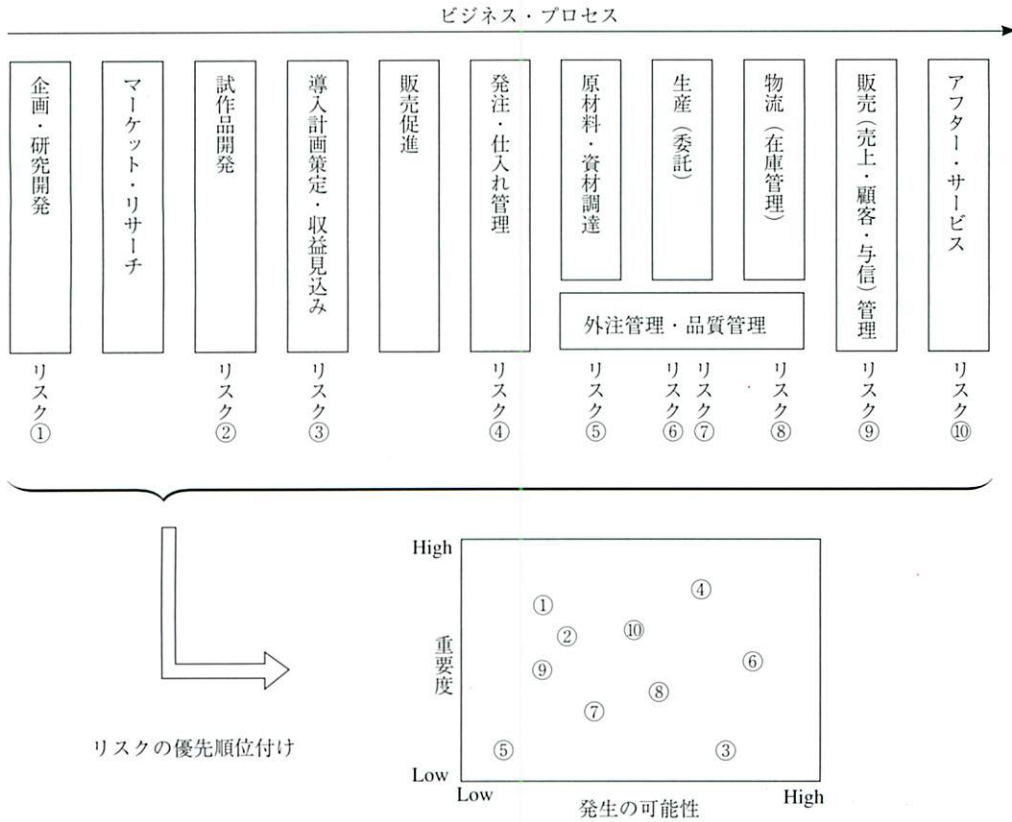 ビジネス・プロセス
企画・研究開発
マーケット・リサーチ
試作品開発
導入計画策定・収益見込み
販売促進
発注・仕入れ管理
原材料・資材調達
生産（委託）
物流（在庫管理）
販売（売上・顧客・与信）管理
アフター・サービス
外注管理・品質管理
リスク①
リスク②
リスク③
リスク④
リスク⑤
リスク⑥
リスク⑦
リスク⑧
リスク⑨
リスク⑩
リスクの優先順位付け
High
重要度
Low
①
②
⑨
⑤
⑦
⑩
⑧
④
⑥
③
Low
発生の可能性
High